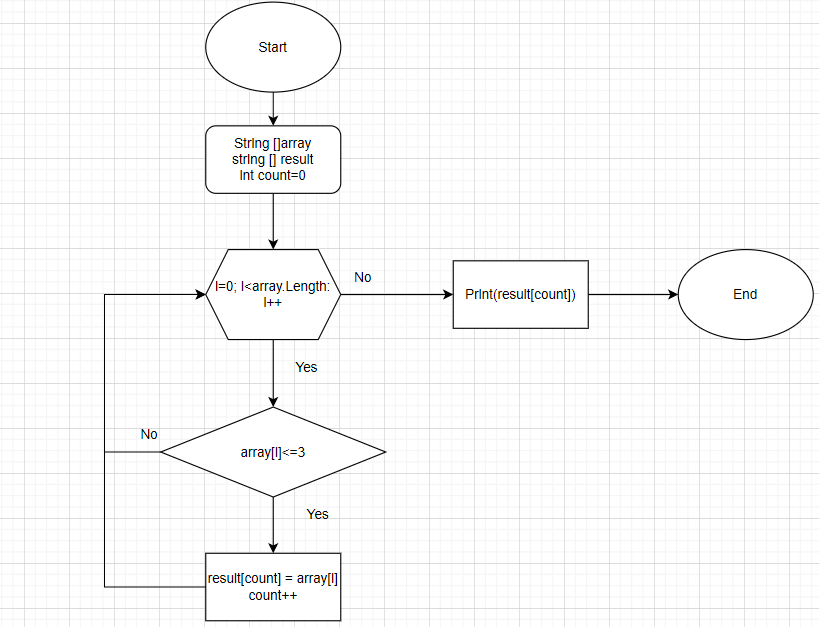 Start
String []array
string [] result
Int count=0
I=0; I<array.Length:
I++
No
Print(result[count])
End
Yes
No
array[I]<=3
Yes
result[count] = array[I]
count++